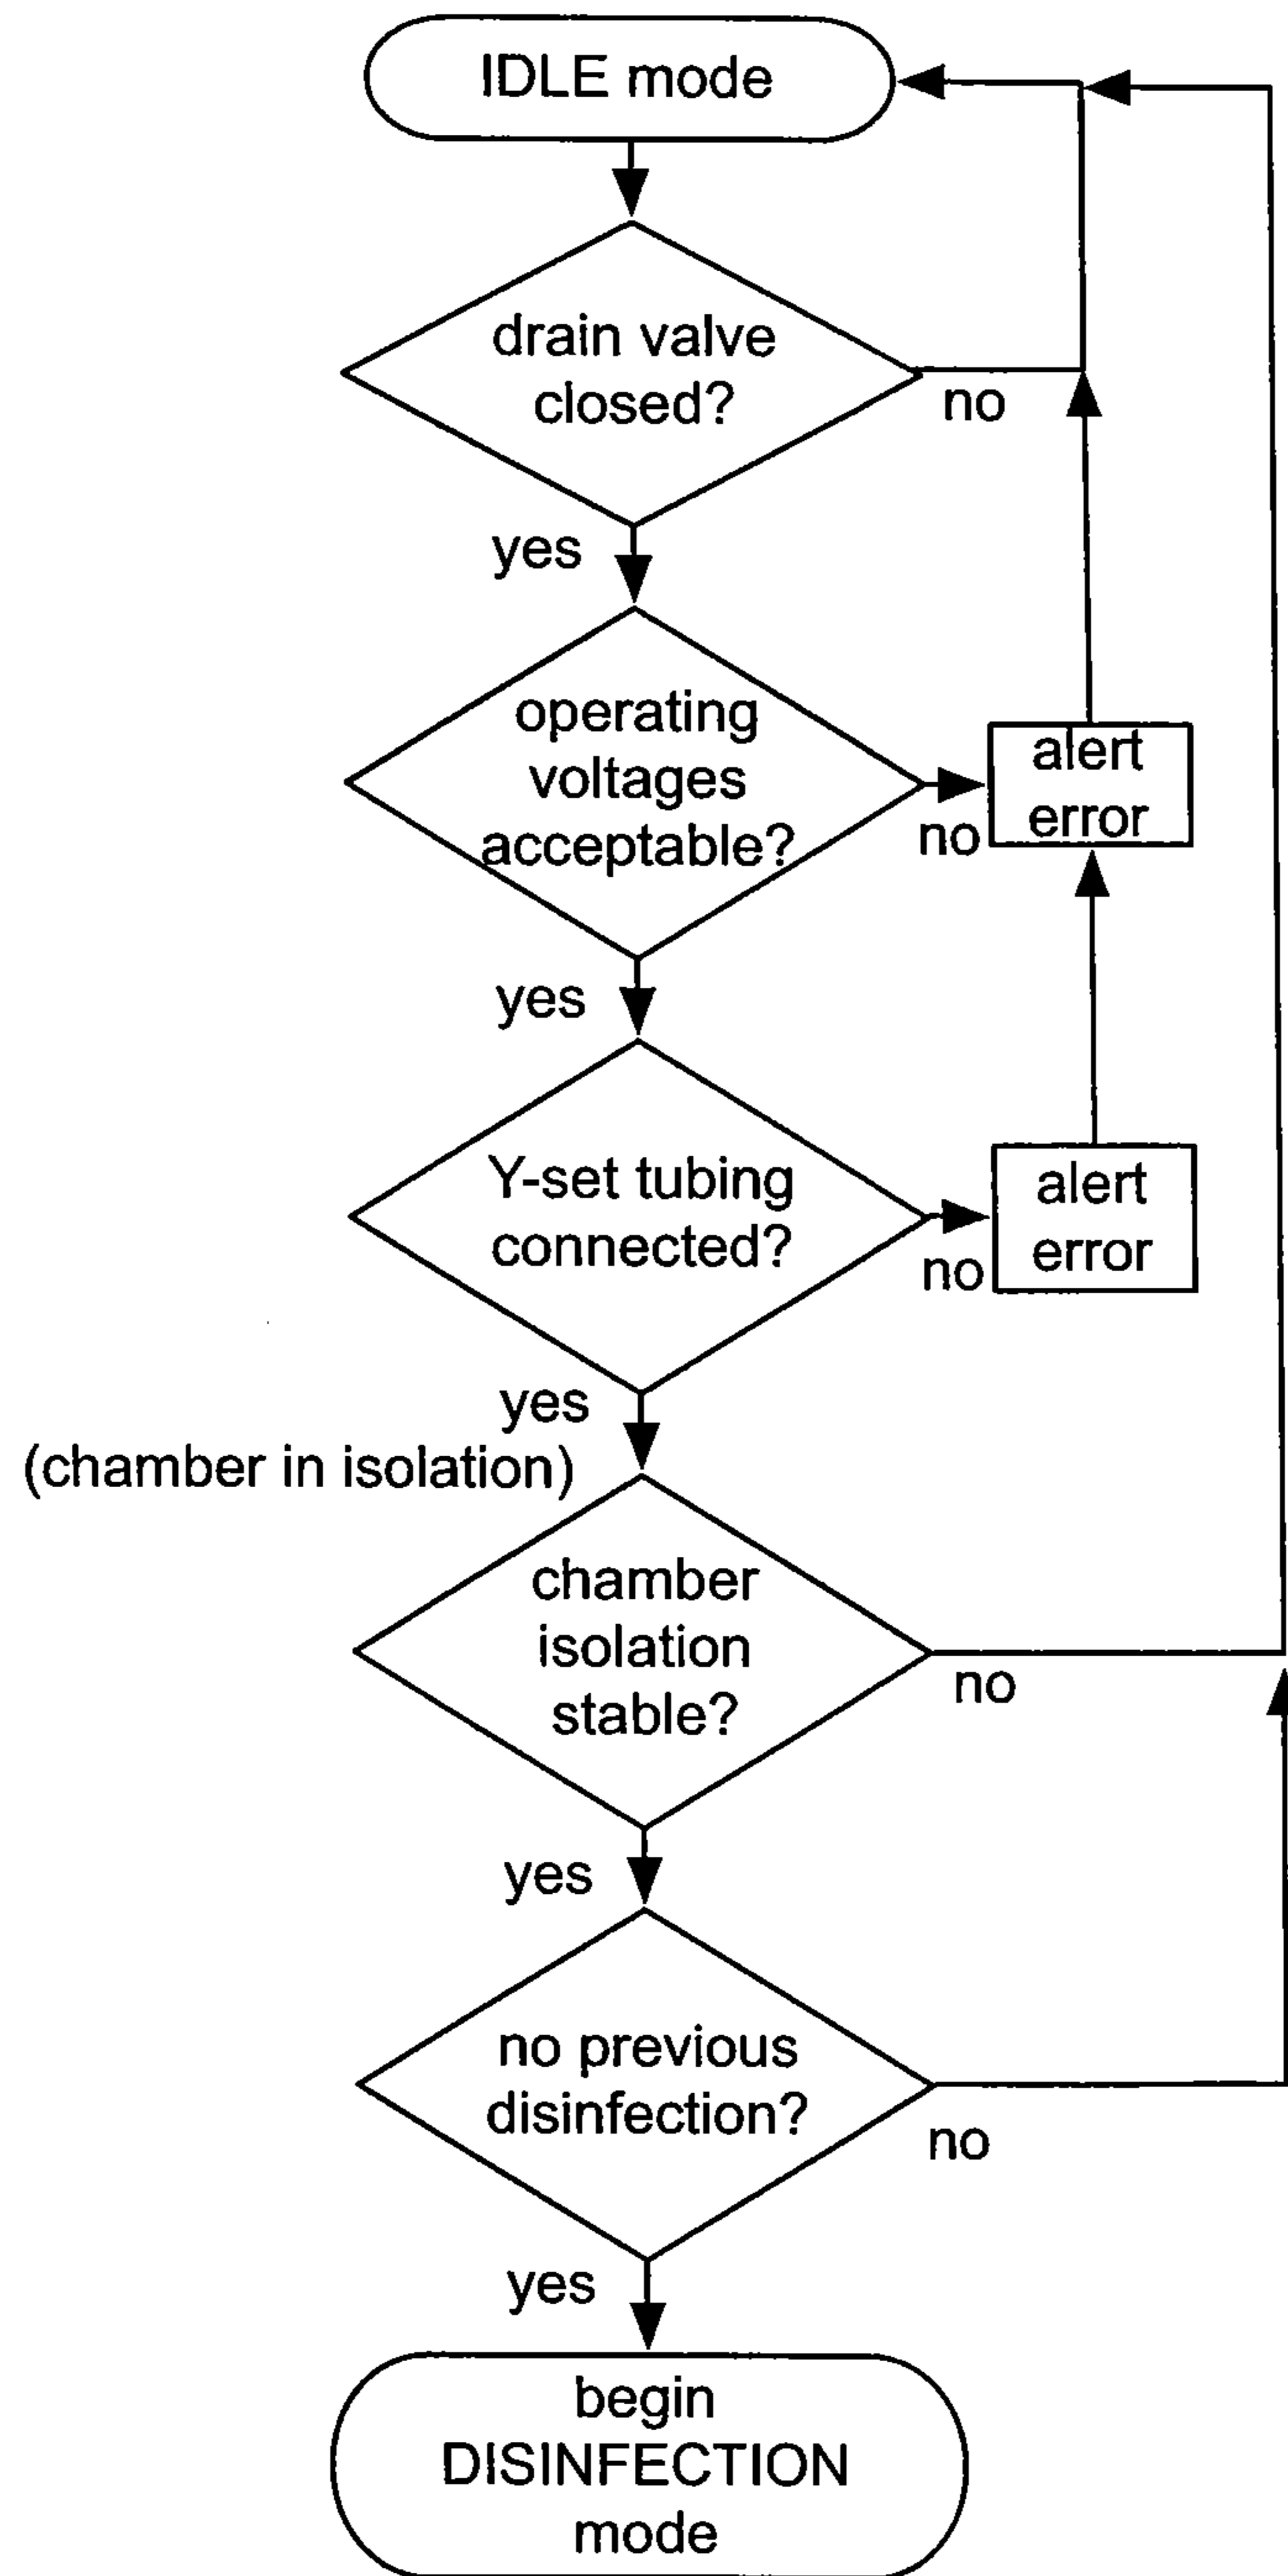 IDLE mode
drain valve
closed?
no
yes
operating
voltages
acceptable?
no
alert
error
yes
Y-set tubing
connected?
no
alert
error
yes
(chamber in isolation)
chamber
isolation
stable?
no
yes
no previous
disinfection?
no
yes
begin
DISINFECTION
mode